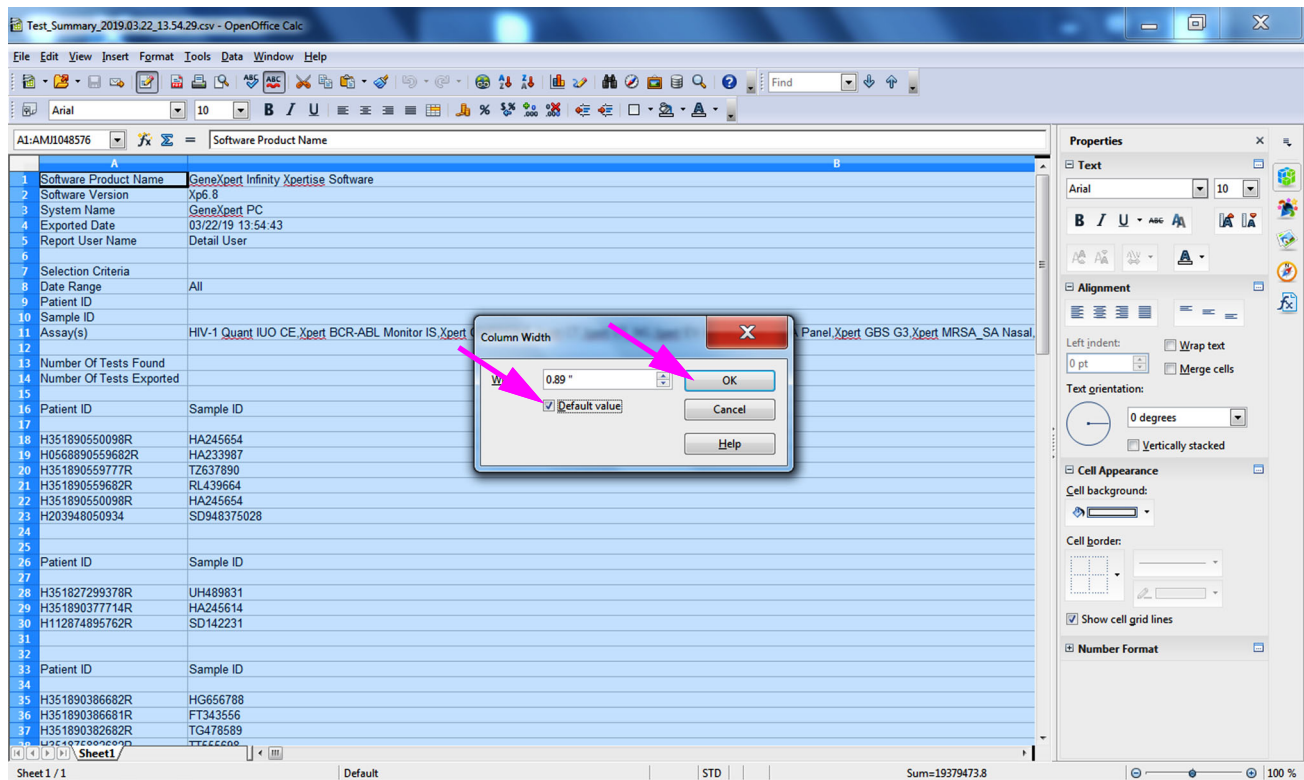 Test_Summary_2019.03.22_13.54.29.csv - OpenOffice Calc
File Edit View Insert Format Tools Data Window Help
Find
Arial 10
A1:AMJ1048576 Software Product Name
A B
1 Software Product Name GeneXpert Infinity Xpertise Software
2 Software Version Xp6.8
3 System Name GeneXpert PC
4 Exported Date 03/22/19 13:54:43
5 Report User Name Detail User
6
7 Selection Criteria
8 Date Range All
9 Patient ID
10 Sample ID
11 Assay(s) HIV-1 Quant IUO CE,Xpert BCR-ABL Monitor IS,Xpert Panel,Xpert GBS G3,Xpert MRSA_SA Nasal,
12
13 Number Of Tests Found
14 Number Of Tests Exported
15
16 Patient ID Sample ID
17
18 H351890550098R HA245654
19 H0568890559682R HA233987
20 H351890559777R TZ637890
21 H351890559682R RL439664
22 H351890550098R HA245654
23 H203948050934 SD948375028
24
25
26 Patient ID Sample ID
27
28 H351827299378R UH489831
29 H351890377714R HA245614
30 H112874895762R SD142231
31
32
33 Patient ID Sample ID
34
35 H351890386682R HG656788
36 H351890386681R FT343556
37 H351890382682R TG478589
Sheet1
Sheet 1 / 1 Default STD Sum=19379473.8 100 %
Column Width
0.89 " OK
Default value Cancel
Help
Properties
Text
Arial 10
B I U ABC
Alignment
Left indent: Wrap text
0 pt Merge cells
Text orientation:
0 degrees
Vertically stacked
Cell Appearance
Cell background:
Cell border:
Show cell grid lines
Number Format